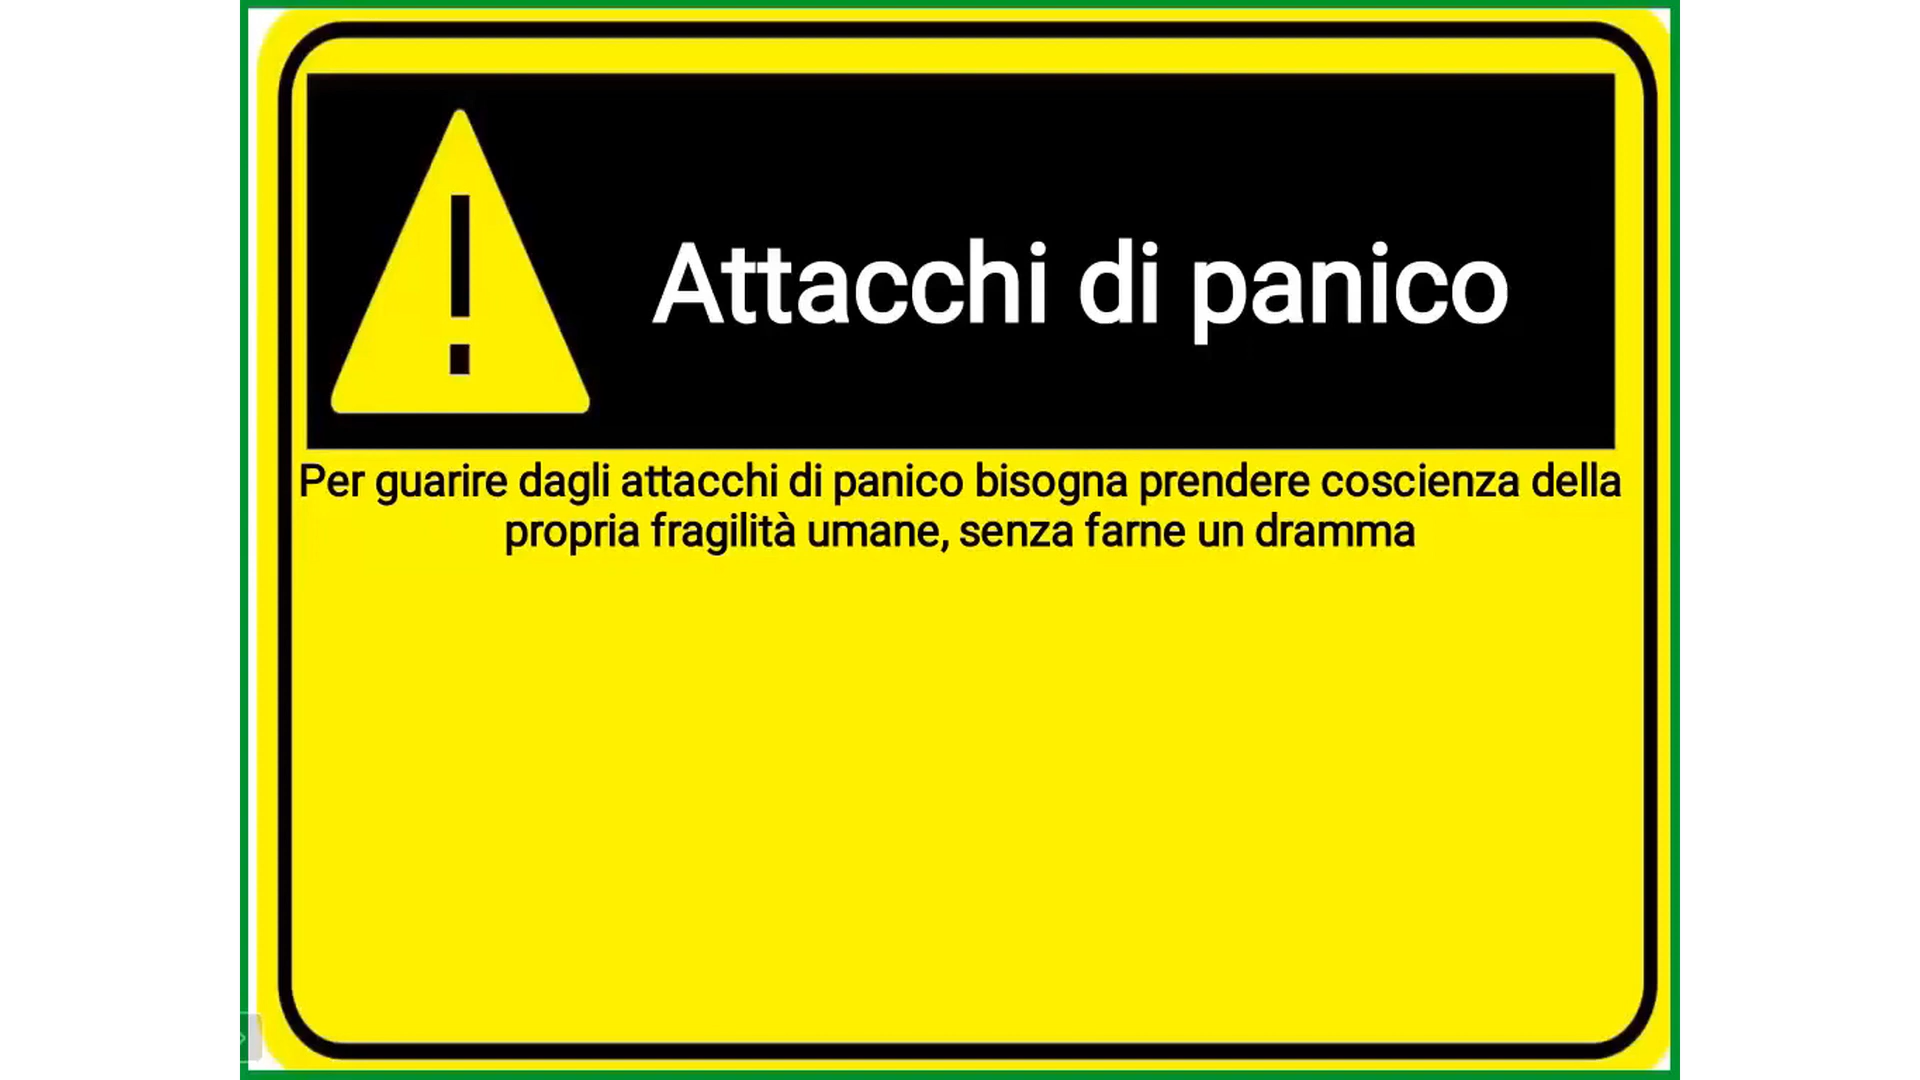 Attacchi di panico
Per guarire dagli attacchi di panico bisogna prendere coscienza della
propria fragilità umane, senza farne un dramma